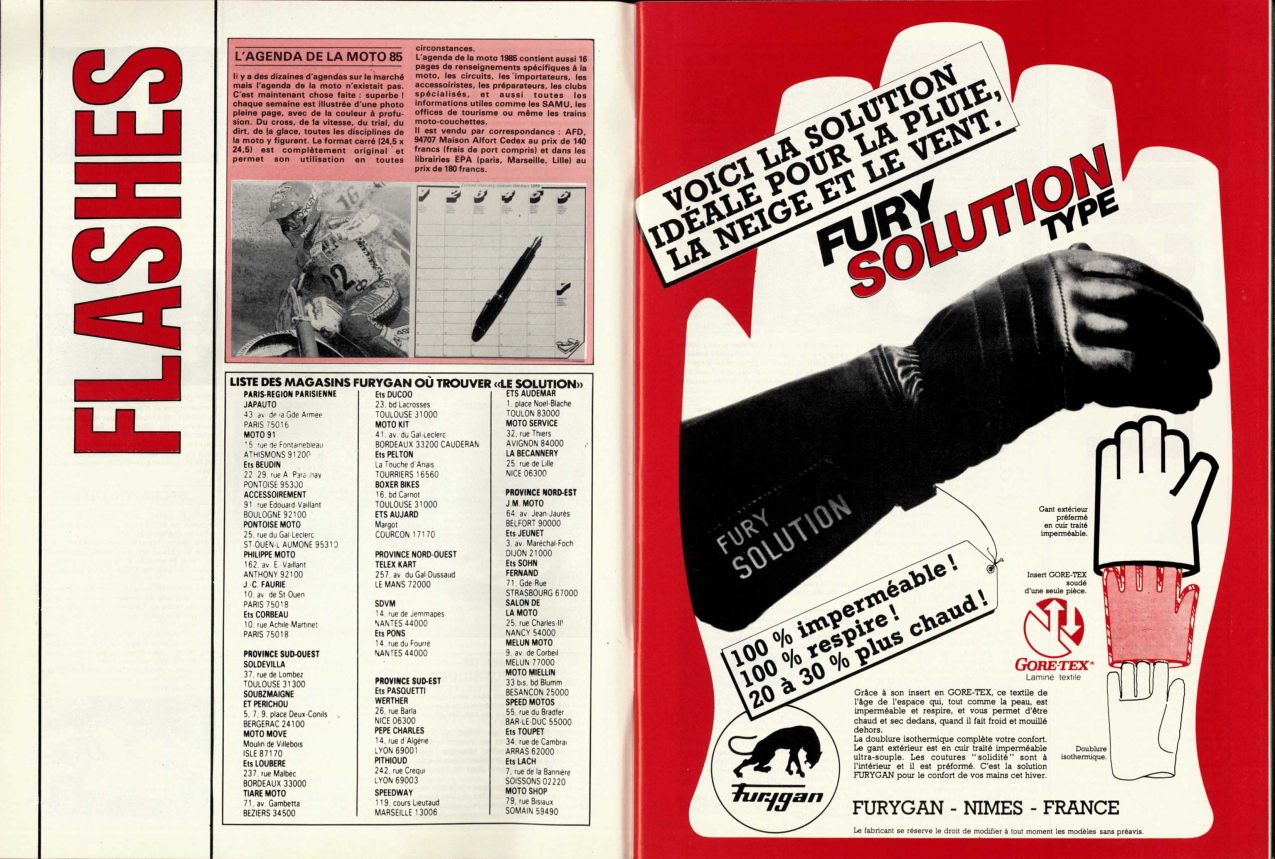 FLASHES
L'AGENDA DE LA MOTO 85
Il y a des dizaines d'agendas sur le marché
mais l'agenda de la moto n'existait pas.
C'est maintenant chose faite : superbe !
chaque semaine est illustrée d'une photo
pleine page, avec de la couleur à profu-
sion. Du cross, de la vitesse, du trial, du
dirt, de la glace, toutes les disciplines de
la moto y figurent. Le format carré (24,5 x
24,5) est complètement original et
permet son utilisation en toutes
circonstances.
L'agenda de la moto 1985 contient aussi 16
pages de renseignements spécifiques à la
moto, les circuits, les importateurs, les
accessoiristes, les préparateurs, les clubs
spécialisés, et aussi toutes les
informations utiles comme les SAMU, les
offices de tourisme ou même les trains
moto-couchettes.
Il est vendu par correspondance : AFD,
94707 Maison Alfort Cedex au prix de 140
francs (frais de port compris) et dans les
librairies EPA (paris, Marseille, Lille) au
prix de 180 francs.
16
22
1 2 3 4 5 6
7
LISTE DES MAGASINS FURYGAN OÙ TROUVER «LE SOLUTION»
PARIS-REGION PARISIENNE
JAPAUTO
43, av. de la Gde Armée
PARIS 75016
MOTO 91
15, rue de Fontainebleau
ATHISMONS 91200
Ets BEUDIN
22 29, rue A.
PONTOISE 95300
ACCESSOIREMENT
91, rue Edouard-Vaillant
BOULOGNE 92100
PONTOISE MOTO
25, rue du Gal-Leclerc
ST-OUEN-L AUMONE 95310
PHILIPPE MOTO
162, av. E. Vaillant
ANTHONY 92100
J.-C. FAURIE
10, av. de St-Ouen
PARIS 75018
Ets CORBEAU
10, rue Achile Martinet
PARIS 75018
PROVINCE SUD-OUEST
SOLDEVILLA
37, rue de Lombez
TOULOUSE 31300
SOUBZMAIGNE
ET PERICHOU
5, 7, 9, place Deux-Conils
BERGERAC 24100
MOTO MOVE
Moulin de Villebois
ISLE 87170
Ets LOUBERE
237, rue Malbec
BORDEAUX 33000
TIARE MOTO
71, av. Gambetta
BEZIERS 34500
Ets DUCOO
23, bd Lacrosses
TOULOUSE 31000
MOTO KIT
41, av. du Gal-Leclerc
BORDEAUX 33200 CAUDERAN
Ets PELTON
La Touche d'Anais
TOURRIERS 16560
BOXER BIKES
16, bd Carnot
TOULOUSE 31000
ETS AUJARD
Margot
COURCON 17170
PROVINCE NORD-OUEST
TELEX KART
257, av. du Gal-Dussaud
LE MANS 72000
SDVM
14, rue de Jemmapes
NANTES 44000
Ets PONS
14, rue du Fourré
NANTES 44000
PROVINCE SUD-EST
Ets PASQUETTI
WERTHER
26, rue Barla
NICE 06300
PEPE CHARLES
14, rue d'Algérie
LYON 69001
PITHIOUD
242, rue Crequi
LYON 69003
SPEEDWAY
119, cours Lieutaud
MARSEILLE 13006
ETS AUDEMAR
1, place Noel-Blache
TOULON 83000
MOTO SERVICE
32, rue Thiers
AVIGNON 84000
LA BECANNERY
25, rue de Lille
NICE 06300
PROVINCE NORD-EST
J.M. MOTO
64, av. Jean-Jaurès
BELFORT 90000
Ets JEUNET
3, av. Maréchal-Foch
DIJON 21000
Ets SOHN
FERNAND
71, Gde-Rue
STRASBOURG 67000
SALON DE
LA MOTO
25, rue Charles-III
NANCY 54000
MELUN MOTO
9, av. de Corbeil
MELUN 77000
MOTO MIELLIN
33 bis, bd Blumm
BESANCON 25000
SPEED MOTOS
55, rue du Bradfer
BAR-LE-DUC 55000
Ets TOUPET
34, rue de Cambrai
ARRAS 62000
Ets LACH
7, rue de la Bannière
SOISSONS 02220
MOTO SHOP
79, rue Bisiaux
SOMAIN 59490
VOICI LA SOLUTION
IDÉALE POUR LA PLUIE,
LA NEIGE ET LE VENT.
FURY
SOLUTION
TYPE
FURY
SOLUTION
100 % imperméable !
100 % respire !
20 à 30 % plus chaud !
Gant extérieur
préfermé
en cuir traité
imperméable.
Insert GORE-TEX
soudé
d'une seule pièce.
GORE-TEX
Laminé textile
Doublure
isothermique.
Grâce à son insert en GORE-TEX, ce textile de
l'âge de l'espace qui, tout comme la peau, est
imperméable et respire, et vous permet d'être
chaud et sec dedans, quand il fait froid et mouillé
dehors.
La doublure isothermique complète votre confort.
Le gant extérieur est en cuir traité imperméable
ultra-souple. Les coutures "solidité" sont à
l'intérieur et il est préformé. C'est la solution
FURYGAN pour le confort de vos mains cet hiver.
furygan
FURYGAN - NIMES - FRANCE
Le fabricant se réserve le droit de modifier à tout moment les modèles sans préavis.